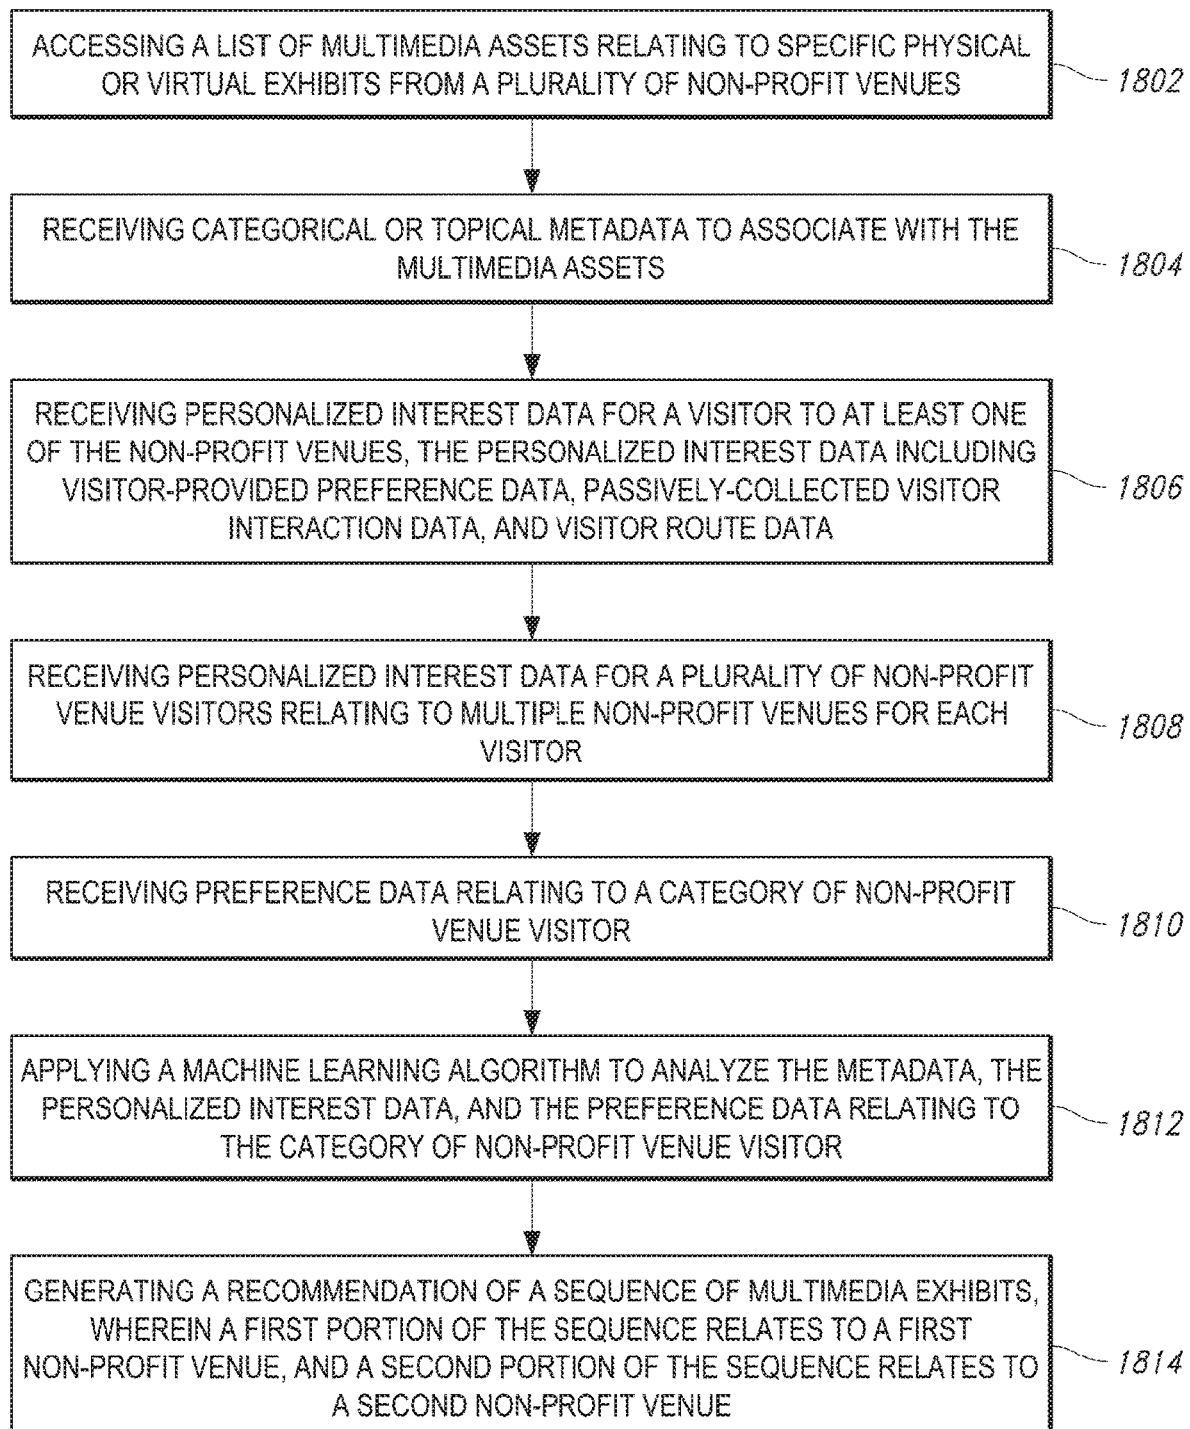 ACCESSING A LIST OF MULTIMEDIA ASSETS RELATING TO SPECIFIC PHYSICAL
OR VIRTUAL EXHIBITS FROM A PLURALITY OF NON-PROFIT VENUES
1802
RECEIVING CATEGORICAL OR TOPICAL METADATA TO ASSOCIATE WITH THE
MULTIMEDIA ASSETS
1804
RECEIVING PERSONALIZED INTEREST DATA FOR A VISITOR TO AT LEAST ONE
OF THE NON-PROFIT VENUES, THE PERSONALIZED INTEREST DATA INCLUDING
VISITOR-PROVIDED PREFERENCE DATA, PASSIVELY-COLLECTED VISITOR
INTERACTION DATA, AND VISITOR ROUTE DATA
1806
RECEIVING PERSONALIZED INTEREST DATA FOR A PLURALITY OF NON-PROFIT
VENUE VISITORS RELATING TO MULTIPLE NON-PROFIT VENUES FOR EACH
VISITOR
1808
RECEIVING PREFERENCE DATA RELATING TO A CATEGORY OF NON-PROFIT
VENUE VISITOR
1810
APPLYING A MACHINE LEARNING ALGORITHM TO ANALYZE THE METADATA, THE
PERSONALIZED INTEREST DATA, AND THE PREFERENCE DATA RELATING TO
THE CATEGORY OF NON-PROFIT VENUE VISITOR
1812
GENERATING A RECOMMENDATION OF A SEQUENCE OF MULTIMEDIA EXHIBITS,
WHEREIN A FIRST PORTION OF THE SEQUENCE RELATES TO A FIRST
NON-PROFIT VENUE, AND A SECOND PORTION OF THE SEQUENCE RELATES TO
A SECOND NON-PROFIT VENUE
1814